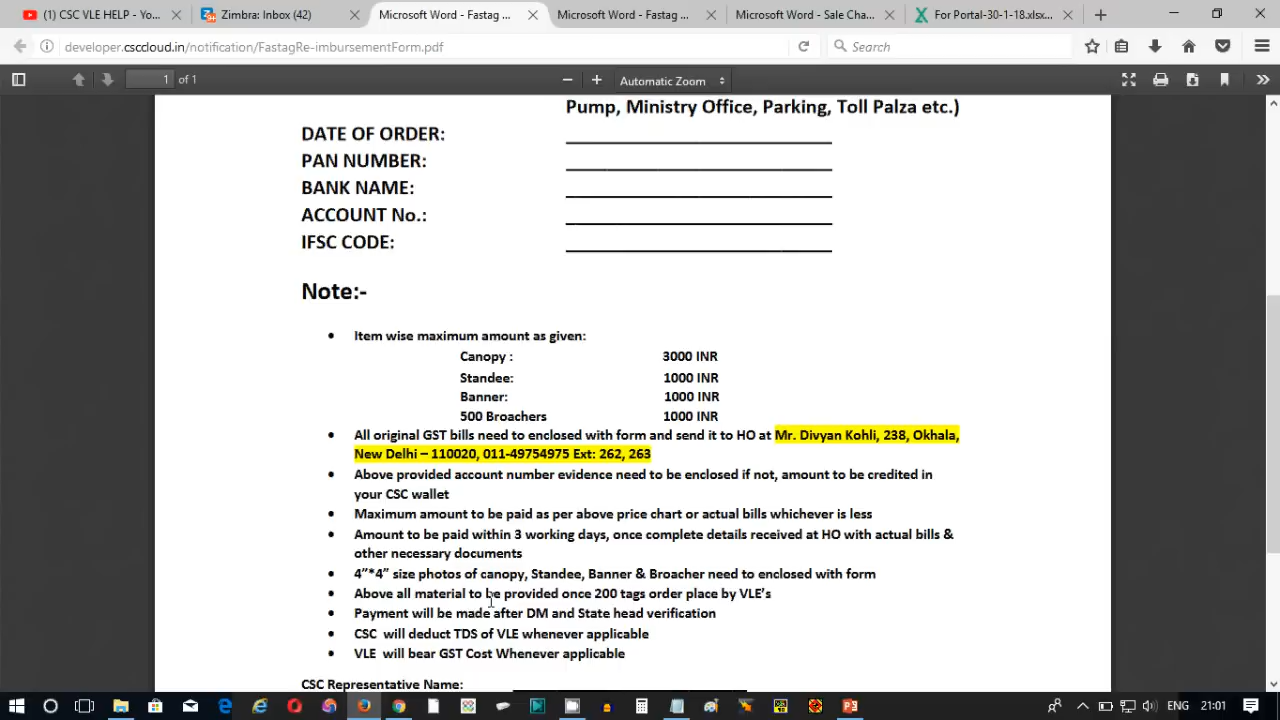 (1) CSC VLE HELP - You
Zimbra: Inbox (42)
Microsoft Word - Fastag
Microsoft Word - Fastag
Microsoft Word - Sale Cha
For Portal-30-1-18.xlsx
developer.csccloud.in/notification/FastagRe-imbursementForm.pdf
Search
1 of 1
Automatic Zoom
Pump, Ministry Office, Parking, Toll Palza etc.)
DATE OF ORDER:
PAN NUMBER:
BANK NAME:
ACCOUNT No.:
IFSC CODE:
Note:-
• Item wise maximum amount as given:
Canopy : 3000 INR
Standee: 1000 INR
Banner: 1000 INR
500 Broachers 1000 INR
• All original GST bills need to enclosed with form and send it to HO at Mr. Divyan Kohli, 238, Okhala,
New Delhi – 110020, 011-49754975 Ext: 262, 263
• Above provided account number evidence need to be enclosed if not, amount to be credited in
your CSC wallet
• Maximum amount to be paid as per above price chart or actual bills whichever is less
• Amount to be paid within 3 working days, once complete details received at HO with actual bills &
other necessary documents
• 4”*4” size photos of canopy, Standee, Banner & Broacher need to enclosed with form
• Above all material to be provided once 200 tags order place by VLE’s
• Payment will be made after DM and State head verification
• CSC will deduct TDS of VLE whenever applicable
• VLE will bear GST Cost Whenever applicable
CSC Representative Name:
21:01